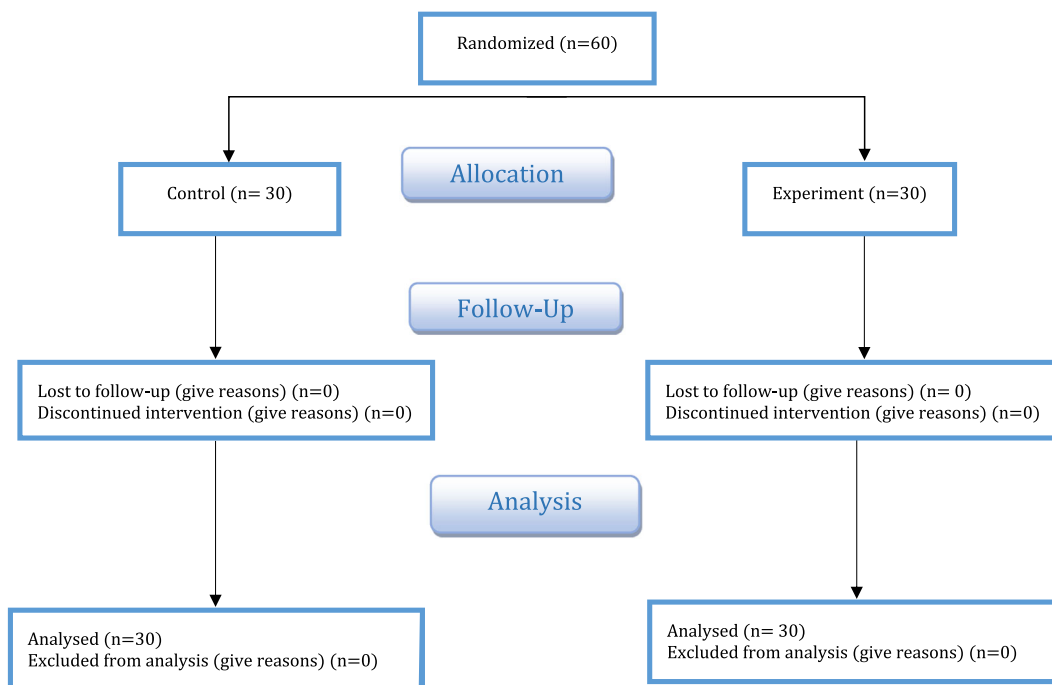 Randomized (n=60)
Allocation
Control (n= 30)
Experiment (n=30)
Follow-Up
Lost to follow-up (give reasons) (n=0)
Discontinued intervention (give reasons) (n=0)
Lost to follow-up (give reasons) (n= 0)
Discontinued intervention (give reasons) (n=0)
Analysis
Analysed (n=30)
Excluded from analysis (give reasons) (n=0)
Analysed (n= 30)
Excluded from analysis (give reasons) (n=0)